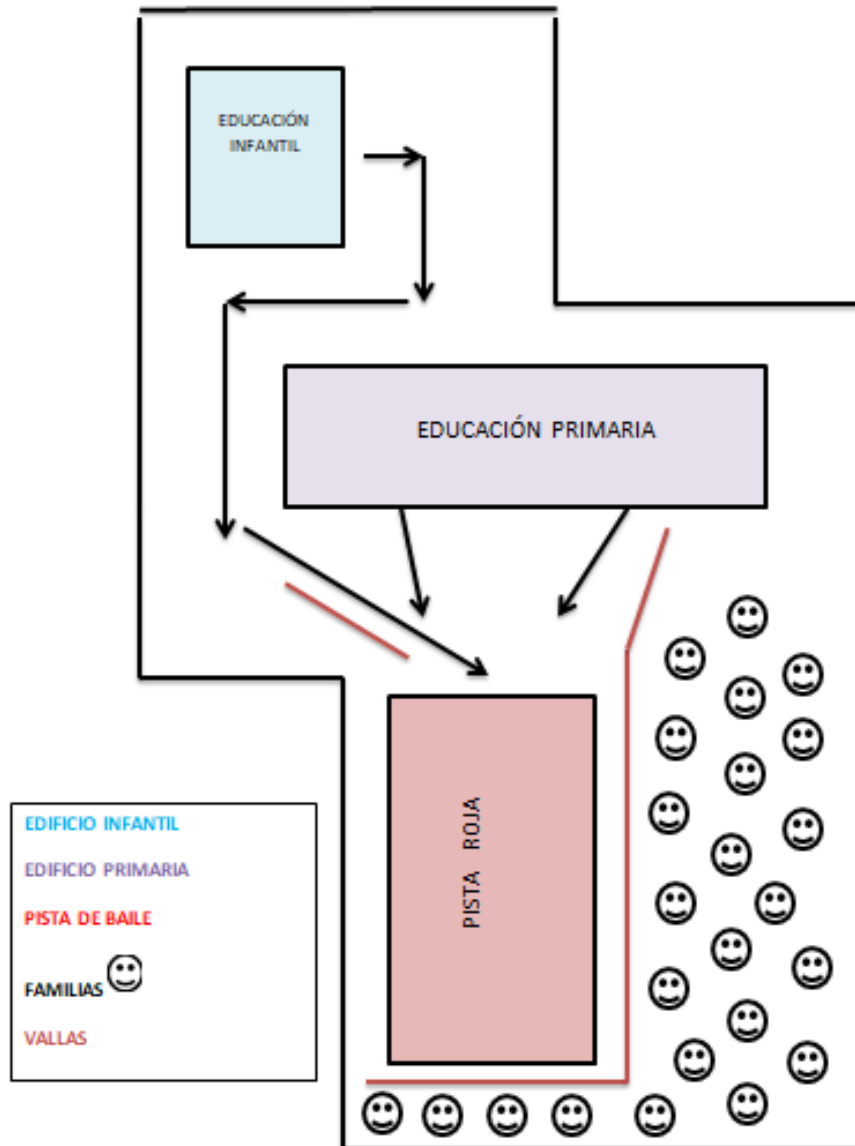 EDUCACIÓN
INFANTIL
EDUCACIÓN PRIMARIA
PISTA ROJA
EDIFICIO INFANTIL
EDIFICIO PRIMARIA
PISTA DE BAILE
FAMILIAS
VALLAS